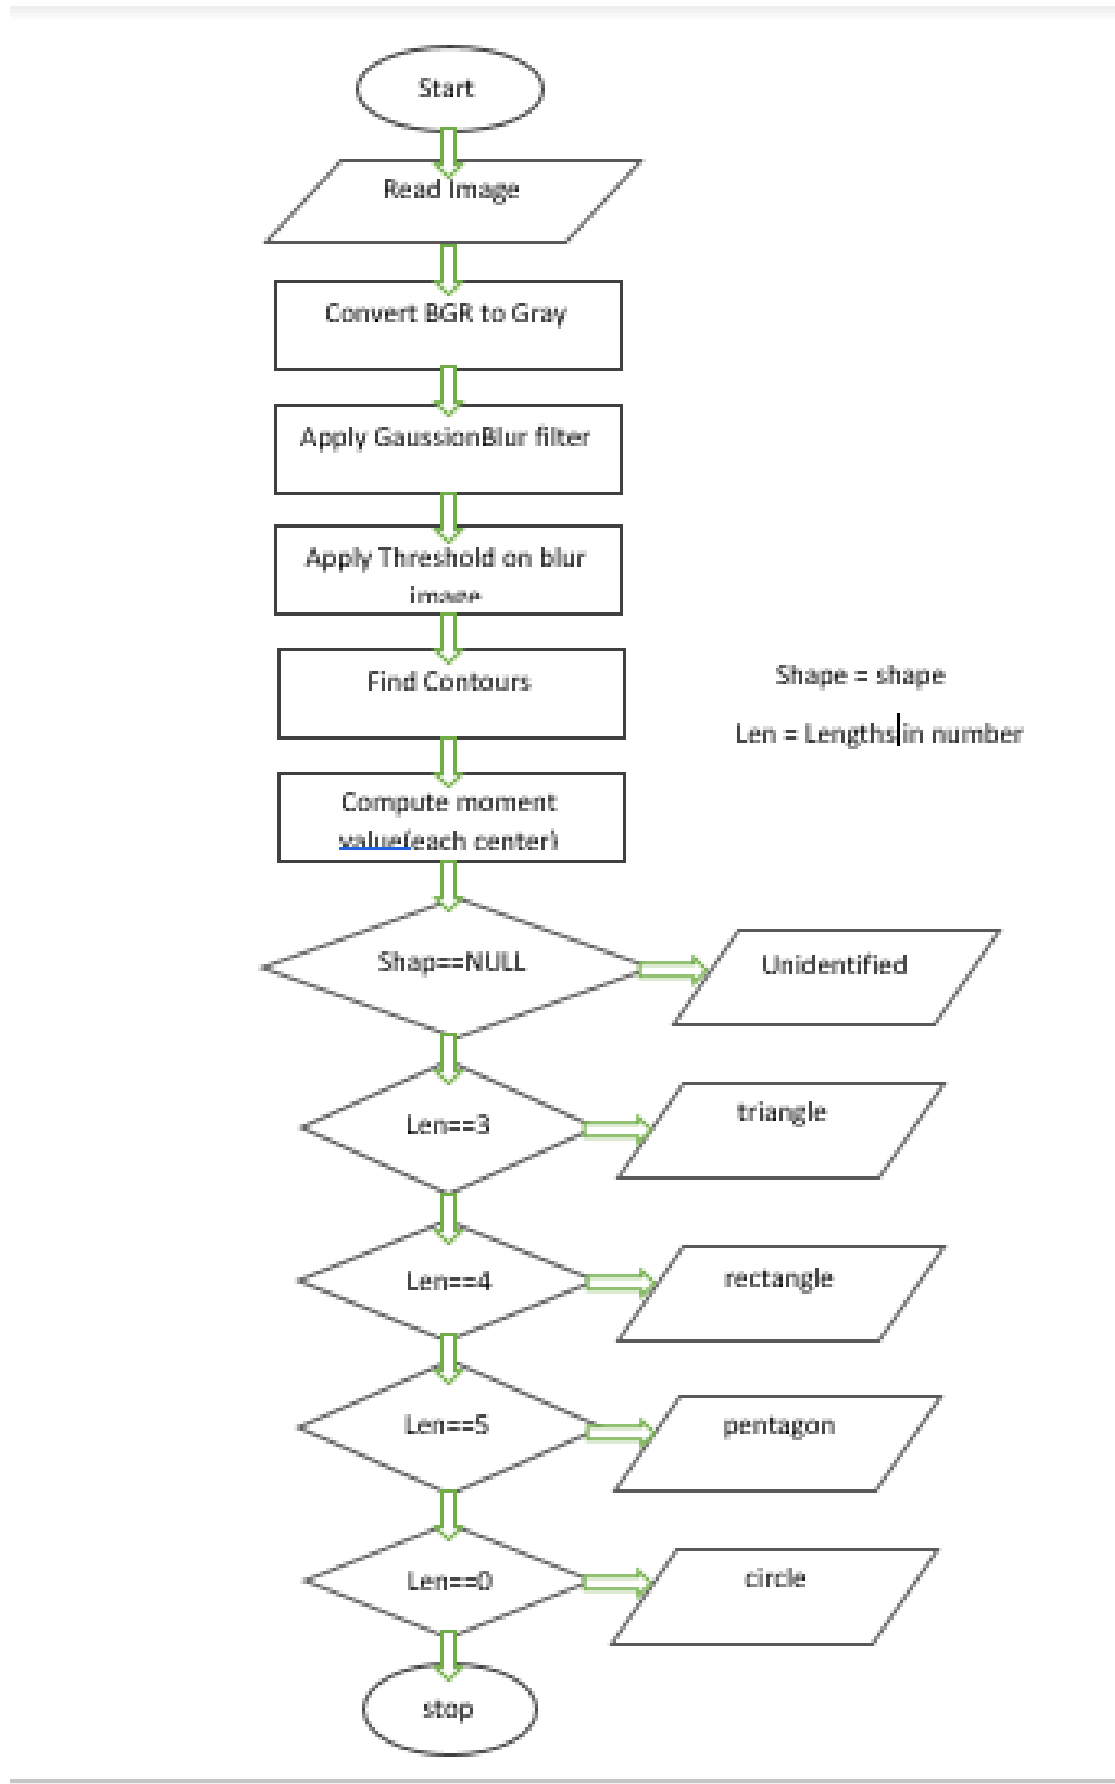 Start
Read Image
Convert BGR to Gray
Apply GaussionBlur filter
Apply Threshold on blur
image
Find Contours
Shape = shape
Len = Lengths in number
Compute moment
value(each center)
Shap==NULL
Unidentified
Len==3
triangle
Len==4
rectangle
Len==5
pentagon
Len==0
circle
stop